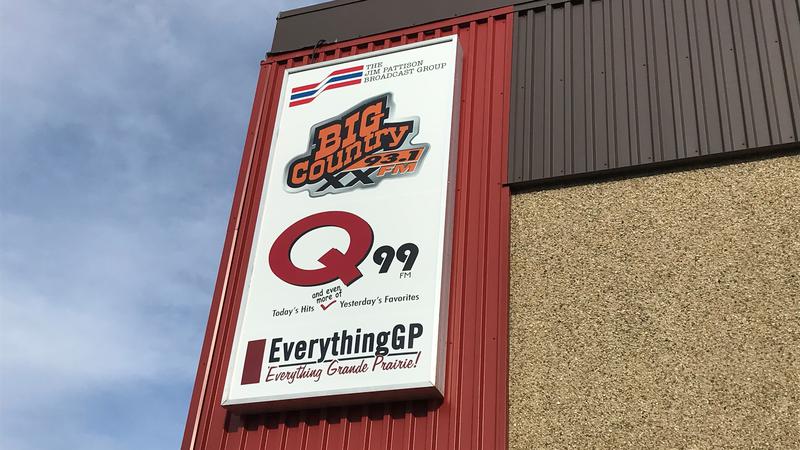 THE
JIM PATTISON
BROADCAST GROUP
BIG
COUNTRY
93.1
XX FM
Q 99
FM
Today's Hits and even more of Yesterday's Favorites
EverythingGP
Everything Grande Prairie!